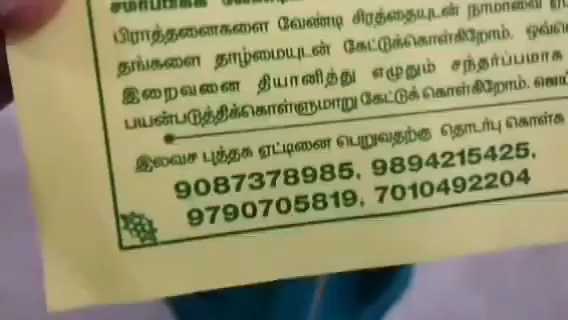 பிராத்தனைகளை வேண்டி சிரத்தையுடன் நாமாவை
தங்களை தாழ்மையுடன் கேட்டுக்கொள்கிறோம்.
இறைவனை தியானித்து எழுதும் சந்தர்ப்பமாக
பயன்படுத்திக்கொள்ளுமாறு கேட்டுக் கொள்கிறோம்.
இலவச புத்தக ஏட்டினை பெறுவதற்கு தொடர்பு கொள்க
9087378985, 9894215425,
9790705819, 7010492204